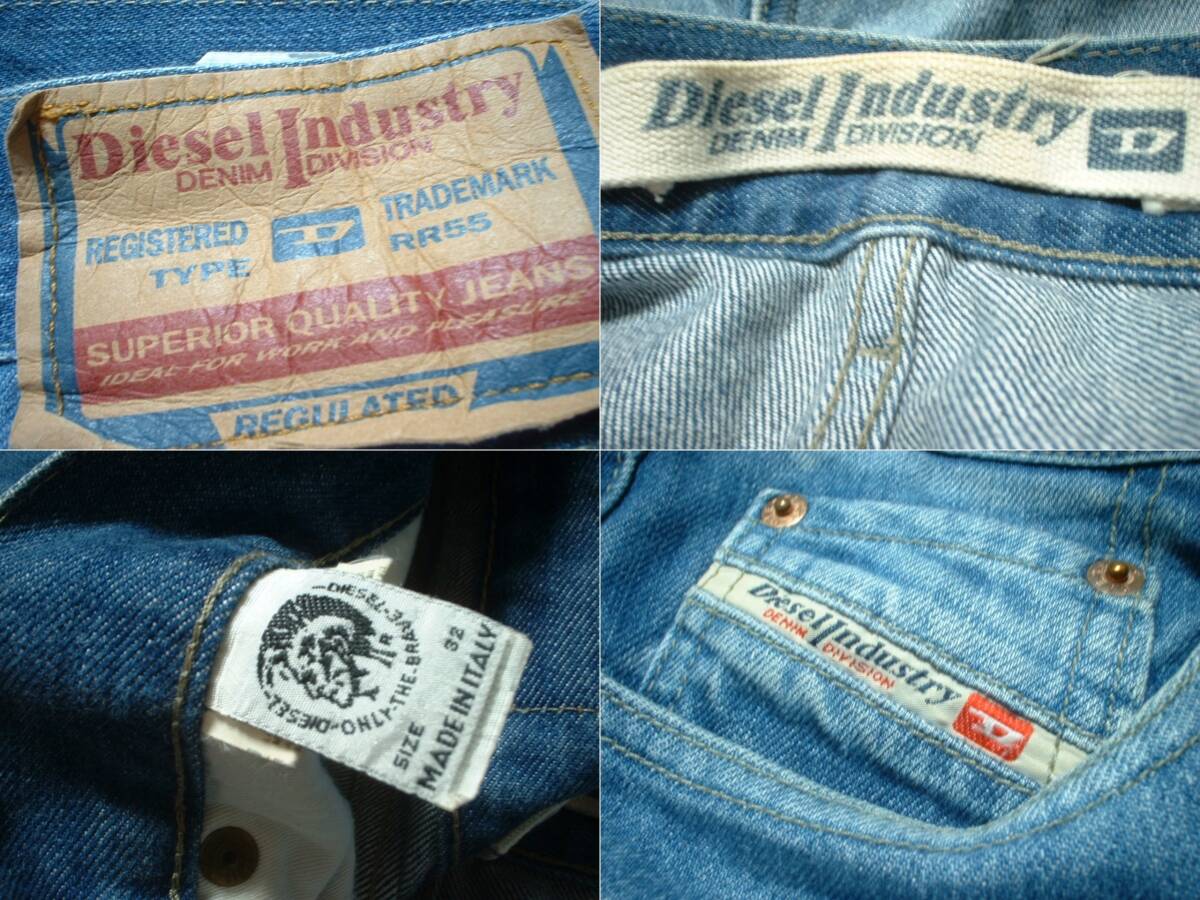 Diesel Industry
DENIM DIVISION
REGISTERED TRADEMARK
TYPE D RR55
SUPERIOR QUALITY JEANS
IDEAL FOR WORK AND PLEASURE
REGULATED
Diesel Industry D
DENIM DIVISION
DIESEL-ONLY-THE-BRAVE-DIESEL
SIZE 32
MADE IN ITALY
Diesel Industry
DENIM DIVISION D